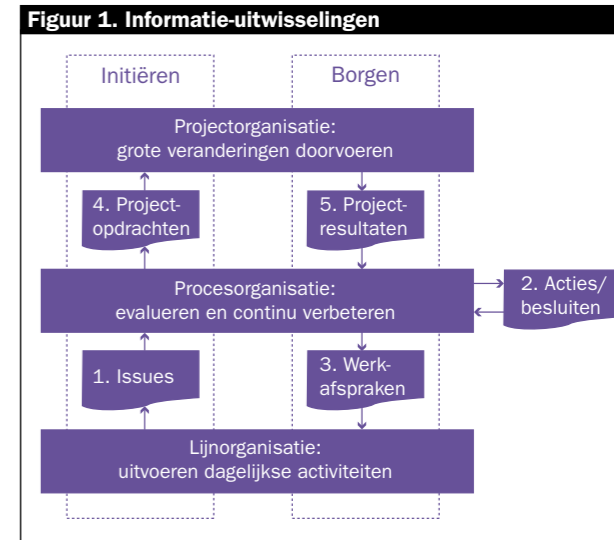 Figuur 1. Informatie-uitwisselingen
Initiëren
Borgen
Projectorganisatie:
grote veranderingen doorvoeren
4. Project-
opdrachten
5. Project-
resultaten
Procesorganisatie:
evalueren en continu verbeteren
2. Acties/
besluiten
1. Issues
3. Werk-
afspraken
Lijnorganisatie:
uitvoeren dagelijkse activiteiten